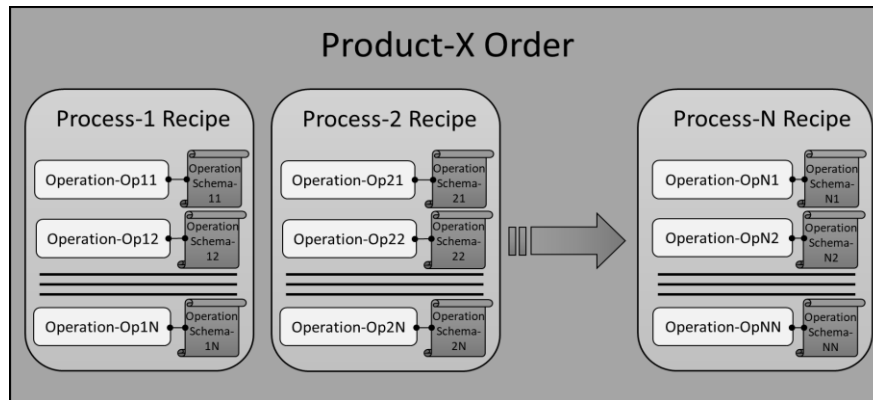 Product-X Order
Process-1 Recipe
Operation-Op11
Operation
Schema-
11
Operation-Op12
Operation
Schema-
12
Operation-Op1N
Operation
Schema-
1N
Process-2 Recipe
Operation-Op21
Operation
Schema-
21
Operation-Op22
Operation
Schema-
22
Operation-Op2N
Operation
Schema-
2N
Process-N Recipe
Operation-OpN1
Operation
Schema-
N1
Operation-OpN2
Operation
Schema-
N2
Operation-OpNN
Operation
Schema-
NN